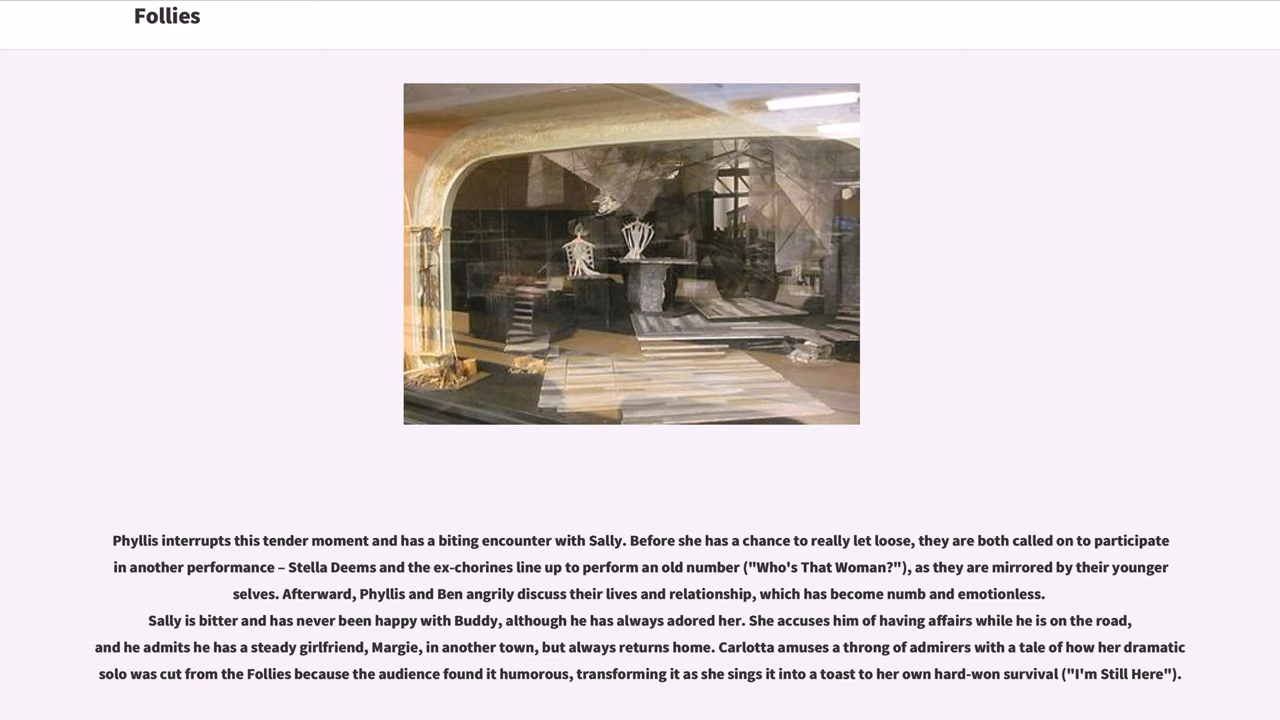 Follies
Phyllis interrupts this tender moment and has a biting encounter with Sally. Before she has a chance to really let loose, they are both called on to participate
in another performance – Stella Deems and the ex-chorines line up to perform an old number ("Who's That Woman?"), as they are mirrored by their younger
selves. Afterward, Phyllis and Ben angrily discuss their lives and relationship, which has become numb and emotionless.
Sally is bitter and has never been happy with Buddy, although he has always adored her. She accuses him of having affairs while he is on the road,
and he admits he has a steady girlfriend, Margie, in another town, but always returns home. Carlotta amuses a throng of admirers with a tale of how her dramatic
solo was cut from the Follies because the audience found it humorous, transforming it as she sings it into a toast to her own hard-won survival ("I'm Still Here").